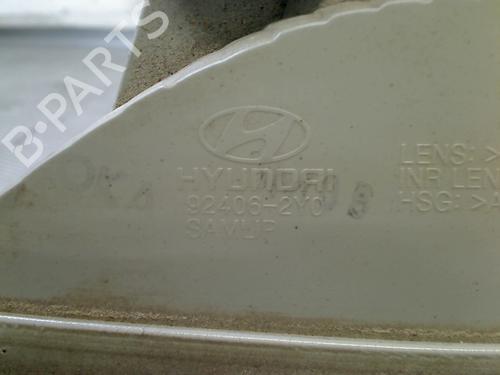 B-PARTS
HYUNDAI
92406-2Y0
SAMLIP
LENS: >
INR LEN
HSG: >A